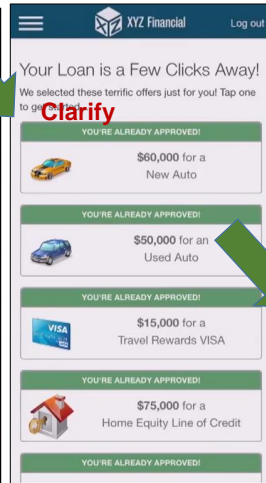 XYZ Financial
Log out
Your Loan is a Few Clicks Away!
We selected these terrific offers just for you! Tap one
to get started.
Clarify
YOU'RE ALREADY APPROVED!
$60,000 for a
New Auto
YOU'RE ALREADY APPROVED!
$50,000 for an
Used Auto
YOU'RE ALREADY APPROVED!
VISA
$15,000 for a
Travel Rewards VISA
YOU'RE ALREADY APPROVED!
$75,000 for a
Home Equity Line of Credit
YOU'RE ALREADY APPROVED!